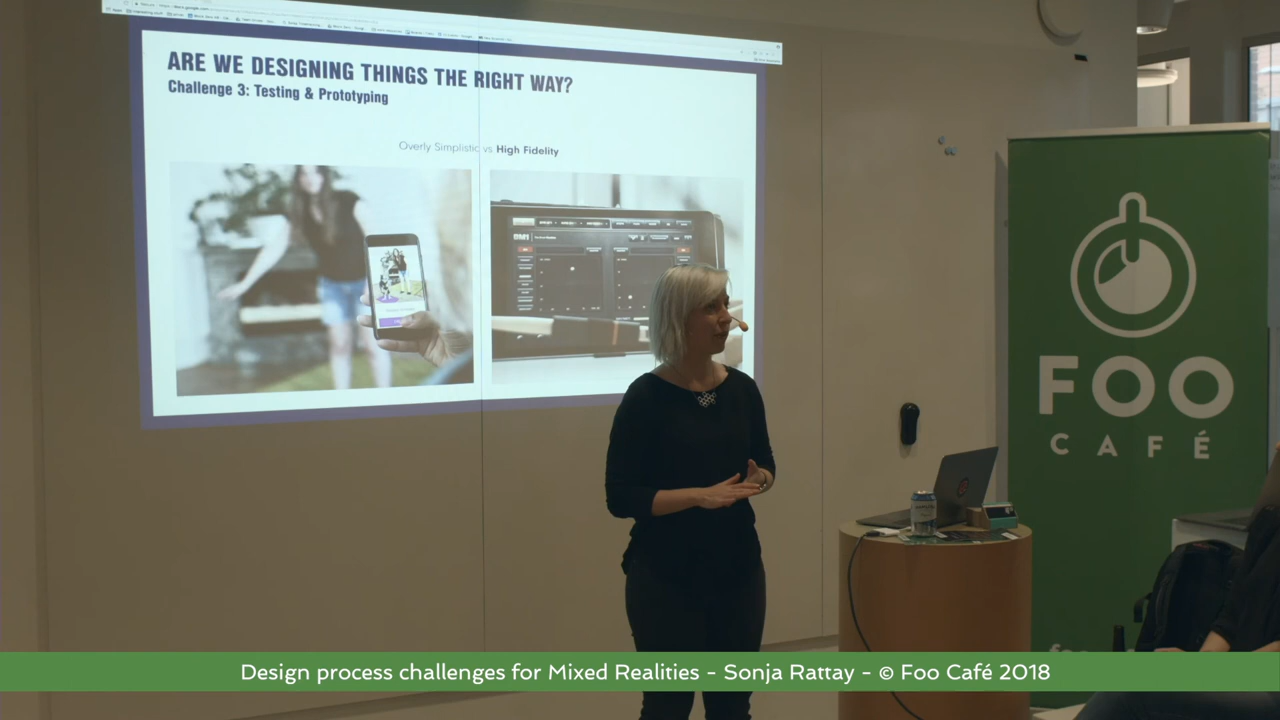 ARE WE DESIGNING THINGS THE RIGHT WAY?
Challenge 3: Testing & Prototyping
Overly Simplistic vs High Fidelity
FOO
CAFÉ
Design process challenges for Mixed Realities - Sonja Rattay - © Foo Café 2018